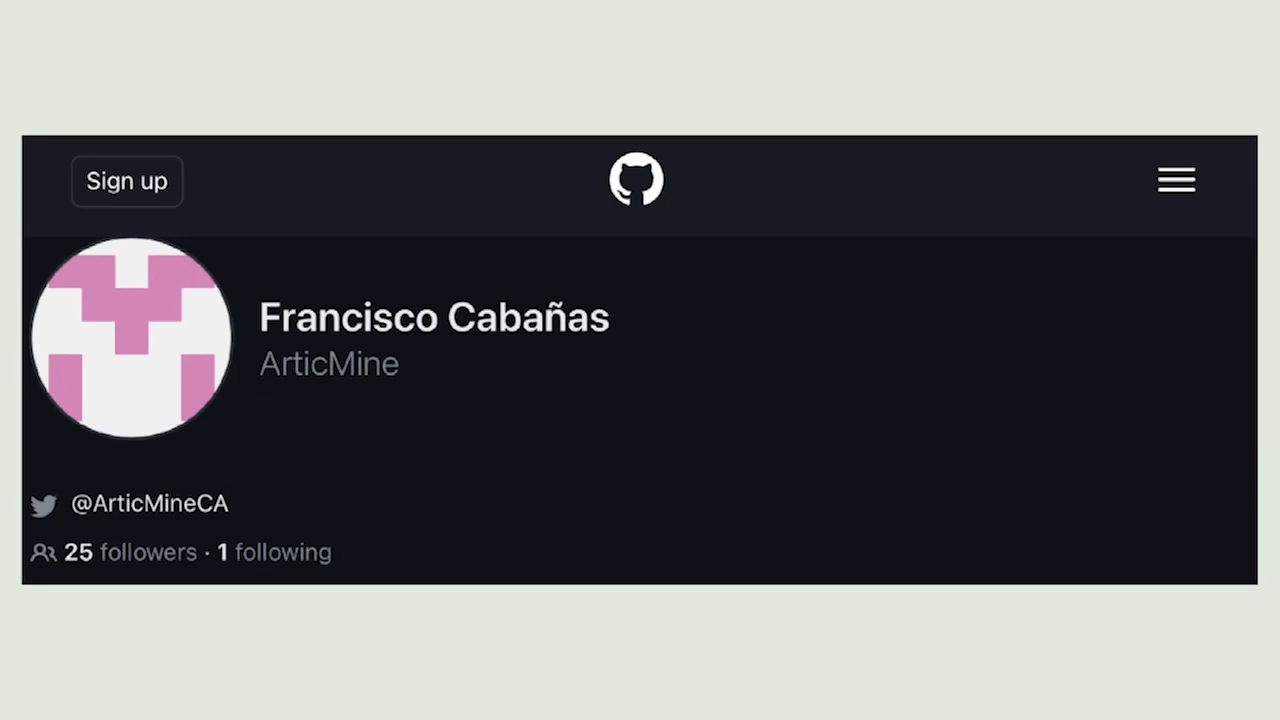 Sign up
Francisco Cabañas
ArticMine
@ArticMineCA
25 followers · 1 following